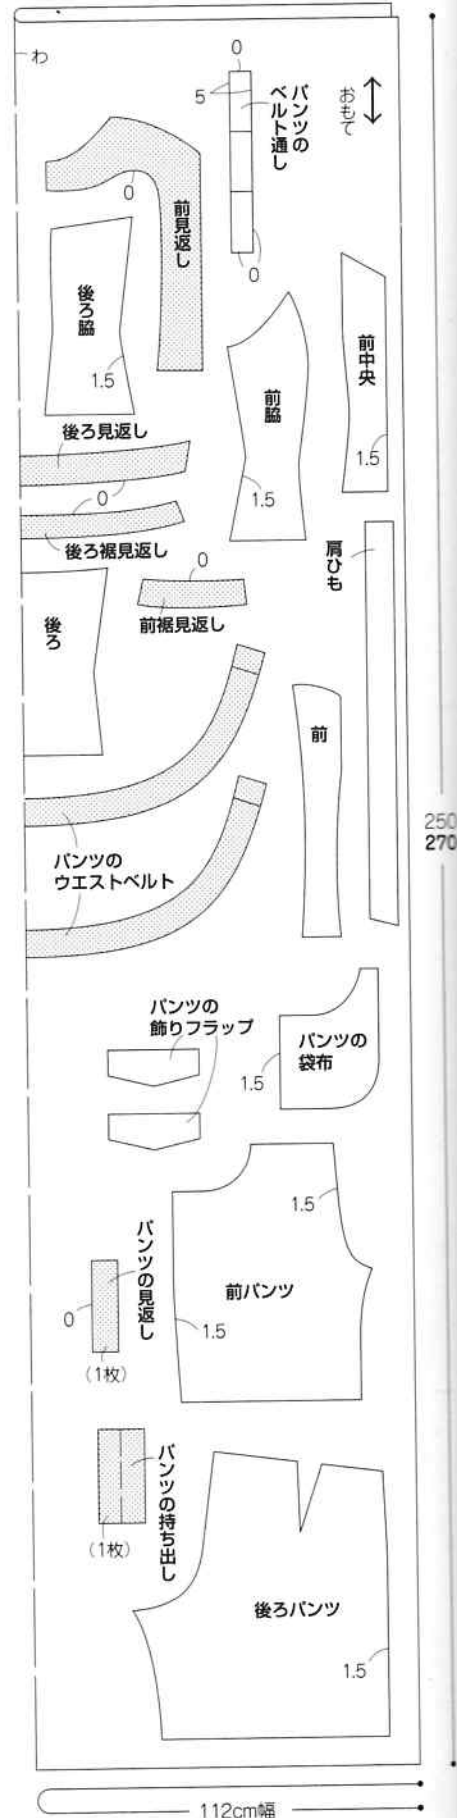 わ
0
5
パンツの
ベルト通し
おもて
0
0
前見返し
後ろ脇
1.5
前脇
1.5
前中央
1.5
後ろ見返し
0
後ろ裾見返し
0
前裾見返し
肩ひも
後ろ
前
250
270
パンツの
ウエストベルト
パンツの
飾りフラップ
パンツの
袋布
1.5
1.5
パンツの見返し
0
(1枚)
前パンツ
1.5
パンツの持ち出し
(1枚)
後ろパンツ
1.5
112cm幅